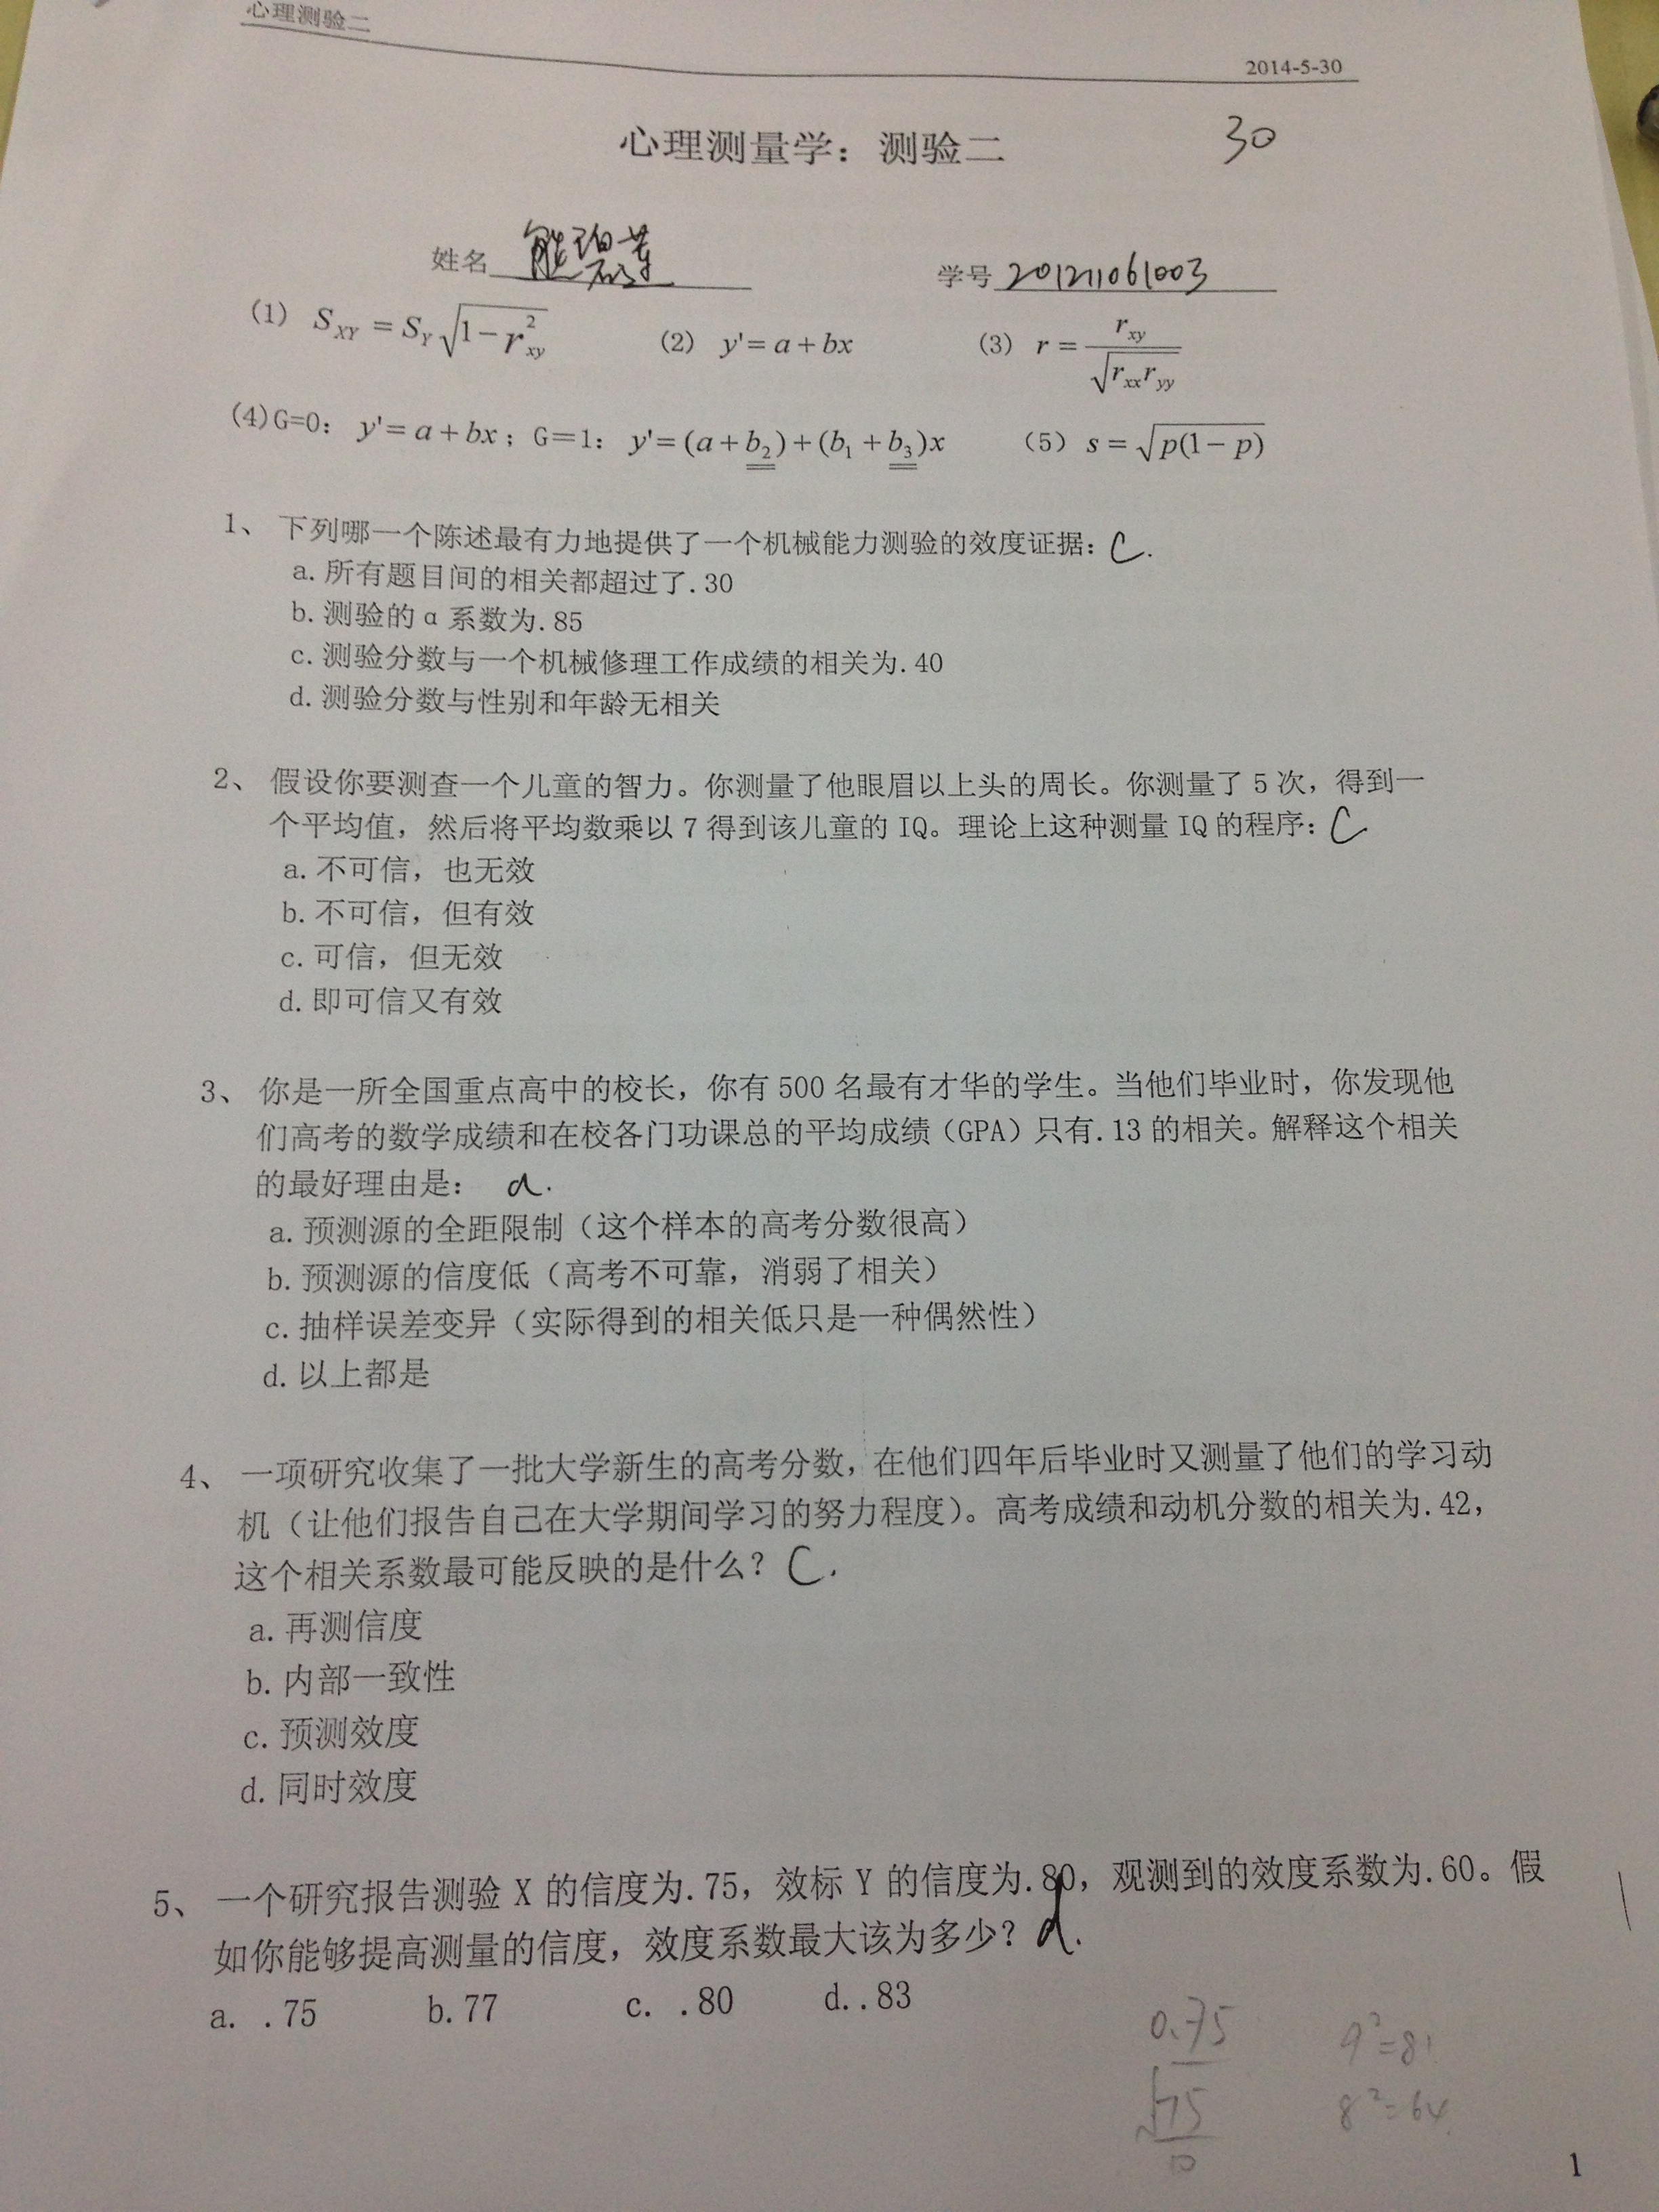 心理测验二
2014-5-30
心理测量学：测验二
30
姓名 熊碧莹
学号 201211061003
(1) S_XY = S_Y √(1 - r²_xy)
(2) y' = a + bx
(3) r = r_xy / √(r_xx r_yy)
(4)G=0: y' = a + bx；G=1: y' = (a + b₂) + (b₁ + b₃)x
(5) s = √(p(1 - p))
1、 下列哪一个陈述最有力地提供了一个机械能力测验的效度证据：C.
a. 所有题目间的相关都超过了.30
b. 测验的α系数为.85
c. 测验分数与一个机械修理工作成绩的相关为.40
d. 测验分数与性别和年龄无相关
2、 假设你要测查一个儿童的智力。你测量了他眼眉以上头的周长。你测量了5次，得到一
个平均值，然后将平均数乘以7得到该儿童的IQ。理论上这种测量IQ的程序：C
a. 不可信，也无效
b. 不可信，但有效
c. 可信，但无效
d. 即可信又有效
3、 你是一所全国重点高中的校长，你有500名最有才华的学生。当他们毕业时，你发现他
们高考的数学成绩和在校各门功课总的平均成绩（GPA）只有.13的相关。解释这个相关
的最好理由是： a.
a. 预测源的全距限制（这个样本的高考分数很高）
b. 预测源的信度低（高考不可靠，消弱了相关）
c. 抽样误差变异（实际得到的相关低只是一种偶然性）
d. 以上都是
4、 一项研究收集了一批大学新生的高考分数，在他们四年后毕业时又测量了他们的学习动
机（让他们报告自己在大学期间学习的努力程度）。高考成绩和动机分数的相关为.42，
这个相关系数最可能反映的是什么？C.
a. 再测信度
b. 内部一致性
c. 预测效度
d. 同时效度
5、 一个研究报告测验X的信度为.75，效标Y的信度为.80，观测到的效度系数为.60。假
如你能够提高测量的信度，效度系数最大该为多少？d.
a. .75 b. 77 c. .80 d. .83
0.75
√75
10
9²=81
8²=64
1